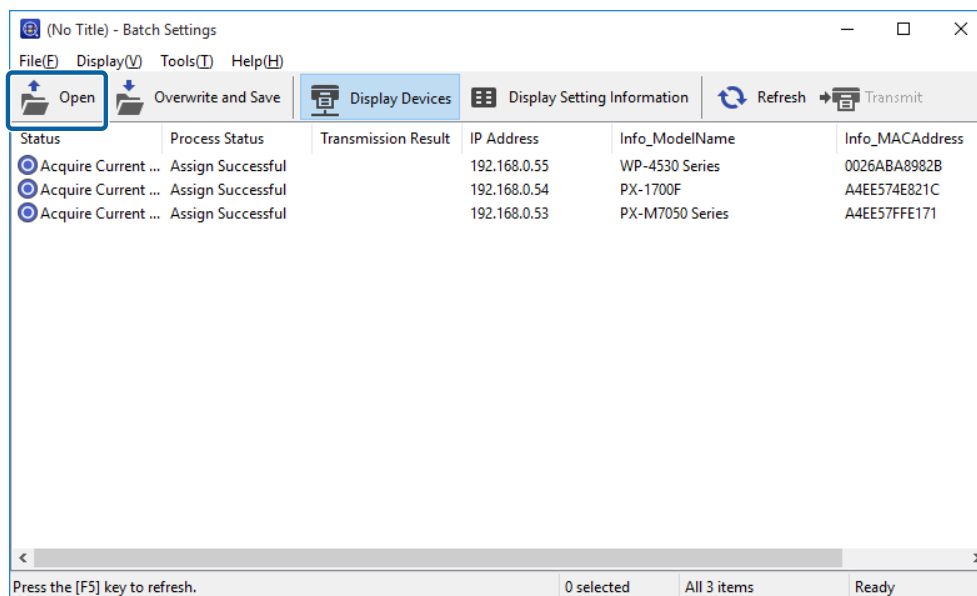 (No Title) - Batch Settings
File(F) Display(V) Tools(T) Help(H)
Open Overwrite and Save Display Devices Display Setting Information Refresh Transmit
Status Process Status Transmission Result IP Address Info_ModelName Info_MACAddress
Acquire Current ... Assign Successful 192.168.0.55 WP-4530 Series 0026ABA8982B
Acquire Current ... Assign Successful 192.168.0.54 PX-1700F A4EE574E821C
Acquire Current ... Assign Successful 192.168.0.53 PX-M7050 Series A4EE57FFE171
Press the [F5] key to refresh. 0 selected All 3 items Ready